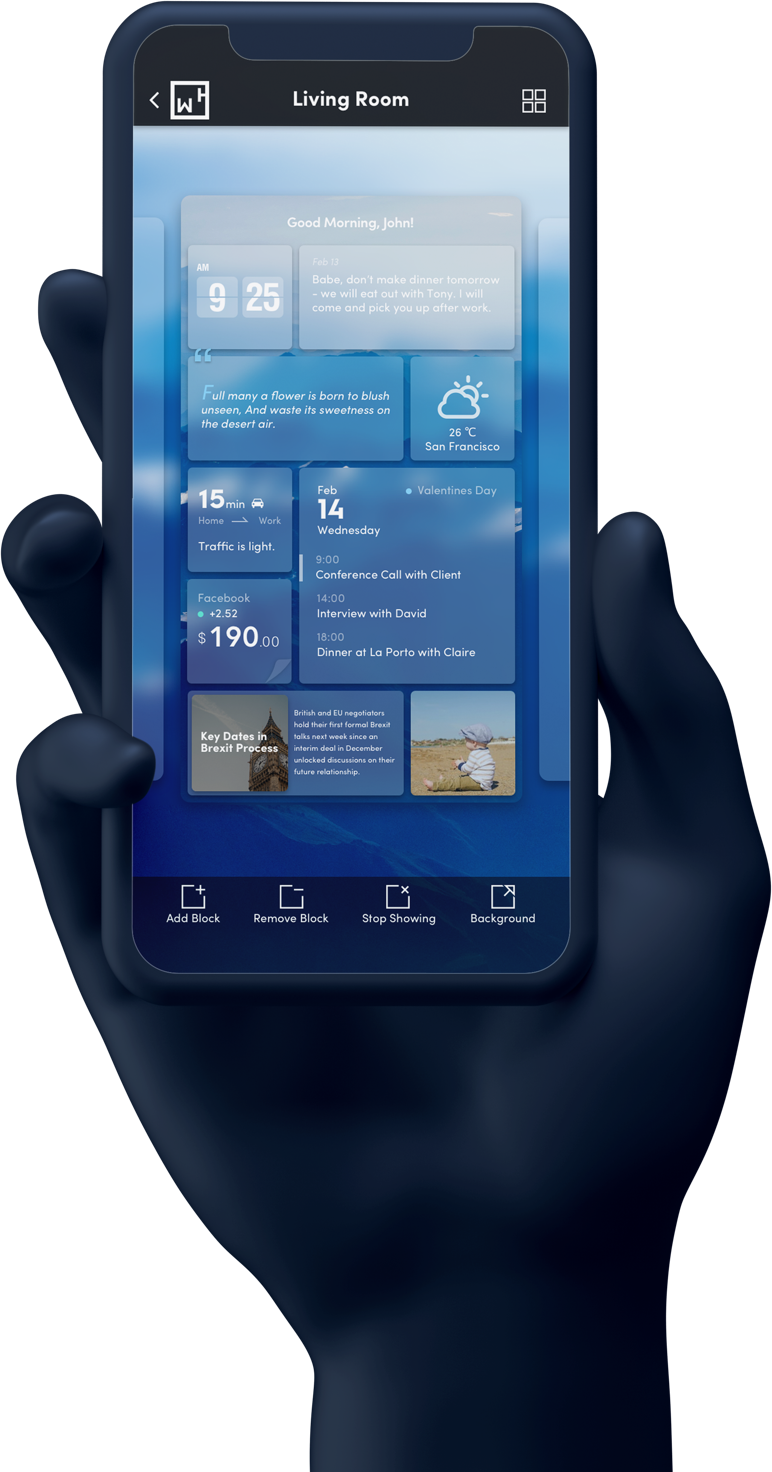 WH
Living Room
Good Morning, John!
AM
9 25
Feb 13
Babe, don't make dinner tomorrow
- we will eat out with Tony. I will
come and pick you up after work.
“
Full many a flower is born to blush
unseen, And waste its sweetness on
the desert air.
26 °C
San Francisco
15min
Home Work
Traffic is light.
Feb
14
Wednesday
Valentines Day
9:00
Conference Call with Client
14:00
Interview with David
18:00
Dinner at La Porto with Claire
Facebook
+2.52
$190.00
Key Dates in
Brexit Process
British and EU negotiators
hold their first formal Brexit
talks next week since an
interim deal in December
unlocked discussions on their
future relationship.
Add Block
Remove Block
Stop Showing
Background